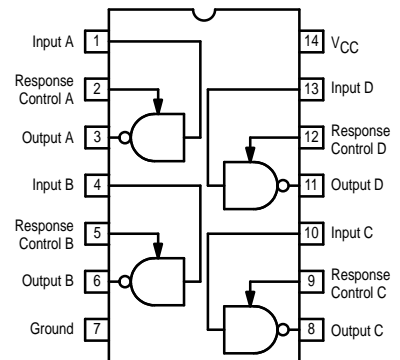 Input A
1
14
VCC
Response
Control A
2
13
Input D
Output A
3
12
Response
Control D
Input B
4
11
Output D
Response
Control B
5
10
Input C
Output B
6
9
Response
Control C
Ground
7
8
Output C